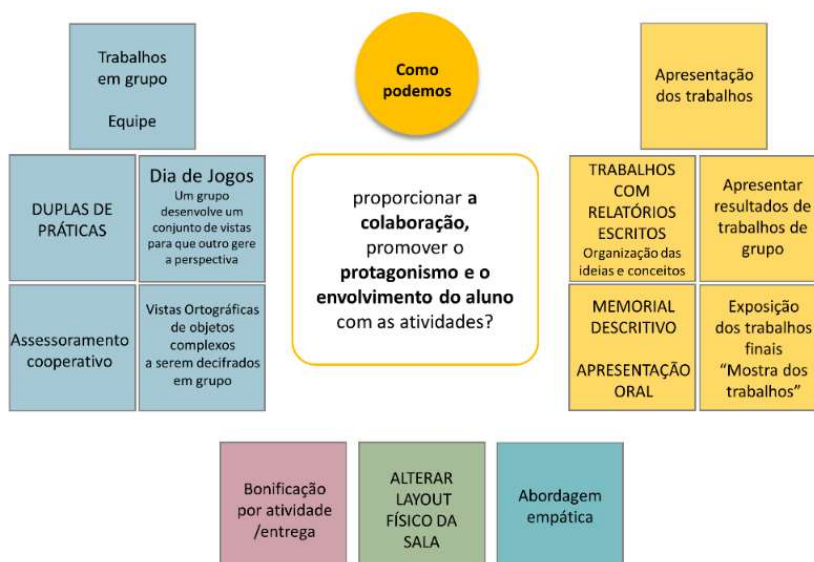 Trabalhos
em grupo
Equipe
DUPLAS DE
PRÁTICAS
Dia de Jogos
Um grupo
desenvolve um
conjunto de vistas
para que outro gere
a perspectiva
Assessoramento
cooperativo
Vistas Ortográficas
de objetos
complexos
a serem decifrados
em grupo
Como
podemos
proporcionar a
colaboração,
promover o
protagonismo e o
envolvimento do aluno
com as atividades?
Apresentação
dos trabalhos
TRABALHOS
COM
RELATÓRIOS
ESCRITOS
Organização das
ideias e conceitos
Apresentar
resultados de
trabalhos de
grupo
MEMORIAL
DESCRITIVO
APRESENTAÇÃO
ORAL
Exposição
dos trabalhos
finais
“Mostra dos
trabalhos”
Bonificação
por atividade
/entrega
ALTERAR
LAYOUT
FÍSICO DA
SALA
Abordagem
empática